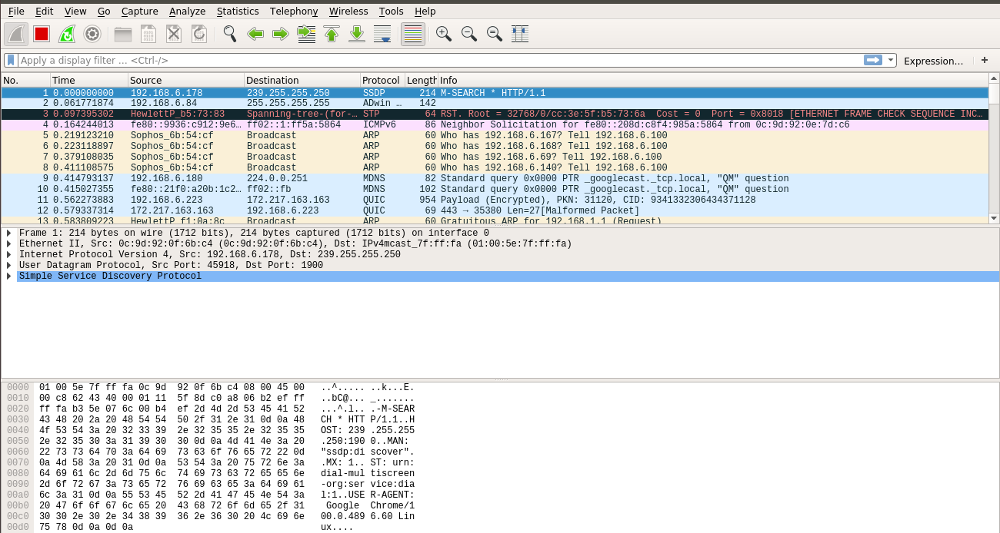 File Edit View Go Capture Analyze Statistics Telephony Wireless Tools Help
Apply a display filter … <Ctrl-/> Expression… +
No. Time Source Destination Protocol Length Info
1 0.000000000 192.168.6.178 239.255.255.250 SSDP 214 M-SEARCH * HTTP/1.1
2 0.061771874 192.168.6.84 255.255.255.255 ADwin … 142
3 0.097395302 HewlettP_b5:73:83 Spanning-tree-(for-… STP 64 RST. Root = 32768/0/cc:3e:5f:b5:73:6a Cost = 0 Port = 0x8018 [ETHERNET FRAME CHECK SEQUENCE INC…
4 0.164244013 fe80::9936:c912:9e6… ff02::1:ff5a:5864 ICMPv6 86 Neighbor Solicitation for fe80::208d:c8f4:985a:5864 from 0c:9d:92:0e:7d:c6
5 0.219123210 Sophos_6b:54:cf Broadcast ARP 60 Who has 192.168.6.167? Tell 192.168.6.100
6 0.223118897 Sophos_6b:54:cf Broadcast ARP 60 Who has 192.168.6.168? Tell 192.168.6.100
7 0.379108035 Sophos_6b:54:cf Broadcast ARP 60 Who has 192.168.6.69? Tell 192.168.6.100
8 0.411108575 Sophos_6b:54:cf Broadcast ARP 60 Who has 192.168.6.140? Tell 192.168.6.100
9 0.414793137 192.168.6.180 224.0.0.251 MDNS 82 Standard query 0x0000 PTR _googlecast._tcp.local, "QM" question
10 0.415027355 fe80::21f0:a20b:1c2… ff02::fb MDNS 102 Standard query 0x0000 PTR _googlecast._tcp.local, "QM" question
11 0.562273883 192.168.6.223 172.217.163.163 QUIC 954 Payload (Encrypted), PKN: 31120, CID: 9341332306434371128
12 0.579337314 172.217.163.163 192.168.6.223 QUIC 69 443 → 35380 Len=27[Malformed Packet]
13 0.583809223 HewlettP_f1:0a:8c Broadcast ARP 60 Gratuitous ARP for 192.168.1.1 (Request)
Frame 1: 214 bytes on wire (1712 bits), 214 bytes captured (1712 bits) on interface 0
Ethernet II, Src: 0c:9d:92:0f:6b:c4 (0c:9d:92:0f:6b:c4), Dst: IPv4mcast_7f:ff:fa (01:00:5e:7f:ff:fa)
Internet Protocol Version 4, Src: 192.168.6.178, Dst: 239.255.255.250
User Datagram Protocol, Src Port: 45918, Dst Port: 1900
Simple Service Discovery Protocol
0000 01 00 5e 7f ff fa 0c 9d 92 0f 6b c4 08 00 45 00 ..^..... ..k...E.
0010 00 c8 62 43 40 00 01 11 5f 8d c0 a8 06 b2 ef ff ..bC@... _.......
0020 ff fa b3 5e 07 6c 00 b4 ef 2d 4d 2d 53 45 41 52 ...^.l.. .-M-SEAR
0030 43 48 20 2a 20 48 54 54 50 2f 31 2e 31 0d 0a 48 CH * HTT P/1.1..H
0040 4f 53 54 3a 20 32 33 39 2e 32 35 35 2e 32 35 35 OST: 239 .255.255
0050 2e 32 35 30 3a 31 39 30 30 0d 0a 4d 41 4e 3a 20 .250:190 0..MAN:
0060 22 73 73 64 70 3a 64 69 73 63 6f 76 65 72 22 0d "ssdp:di scover".
0070 0a 4d 58 3a 20 31 0d 0a 53 54 3a 20 75 72 6e 3a .MX: 1.. ST: urn:
0080 64 69 61 6c 2d 6d 75 6c 74 69 73 63 72 65 65 6e dial-mul tiscreen
0090 2d 6f 72 67 3a 73 65 72 76 69 63 65 3a 64 69 61 -org:ser vice:dia
00a0 6c 3a 31 0d 0a 55 53 45 52 2d 41 47 45 4e 54 3a l:1..USE R-AGENT:
00b0 20 47 6f 6f 67 6c 65 20 43 68 72 6f 6d 65 2f 31 Google Chrome/1
00c0 30 30 2e 30 2e 34 38 39 36 2e 36 30 20 4c 69 6e 00.0.489 6.60 Lin
00d0 75 78 0d 0a 0d 0a ux....